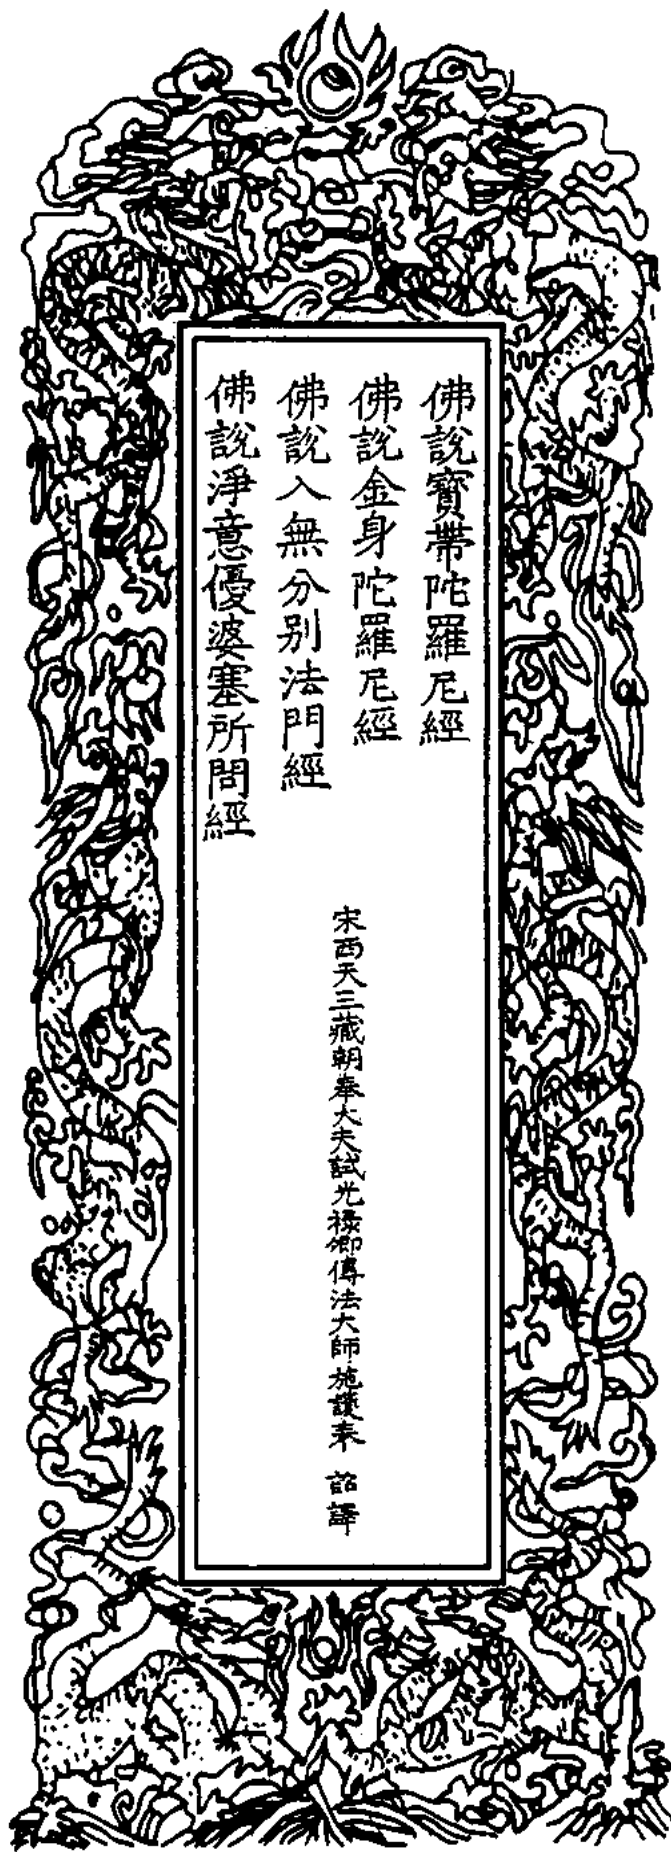 佛說寶帶陀羅尼經
佛說金身陀羅尼經
佛說入無分別法門經
佛說淨意優婆塞所問經
宋西天三藏朝奉大夫試光祿卿傳法大師施護奉 詔譯